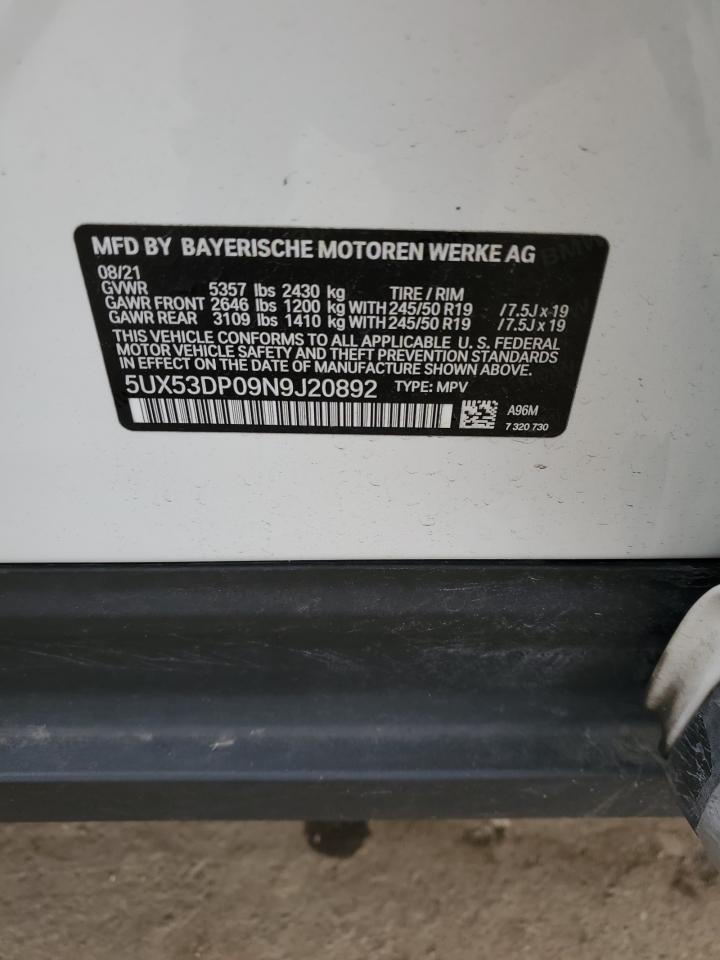 MFD BY BAYERISCHE MOTOREN WERKE AG
08/21
GVWR 5357 lbs 2430 kg TIRE / RIM
GAWR FRONT 2646 lbs 1200 kg WITH 245/50 R19 / 7.5J x 19
GAWR REAR 3109 lbs 1410 kg WITH 245/50 R19 / 7.5J x 19
THIS VEHICLE CONFORMS TO ALL APPLICABLE U. S. FEDERAL
MOTOR VEHICLE SAFETY AND THEFT PREVENTION STANDARDS
IN EFFECT ON THE DATE OF MANUFACTURE SHOWN ABOVE.
5UX53DP09N9J20892 TYPE: MPV
A96M
7 320 730